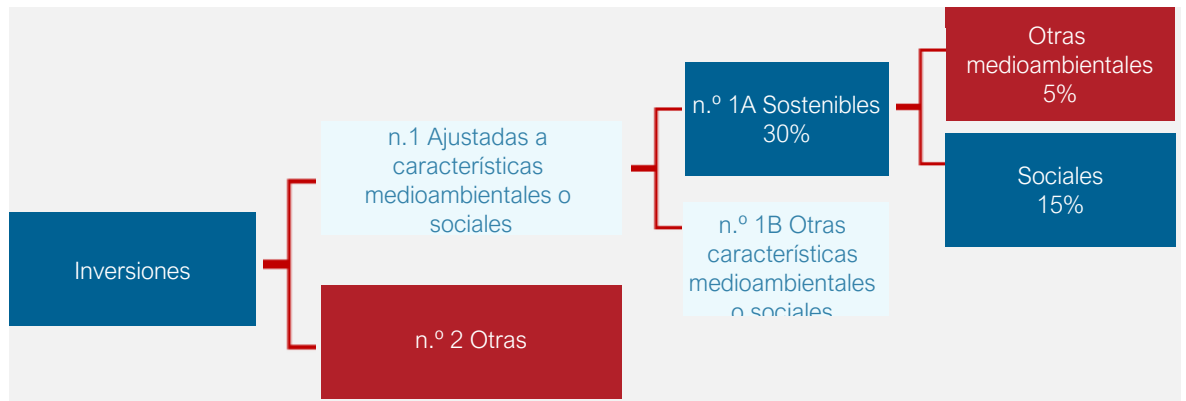 Inversiones
n.1 Ajustadas a
características
medioambientales o
sociales
n.º 2 Otras
n.º 1A Sostenibles
30%
n.º 1B Otras
características
medioambientales
o sociales
Otras
medioambientales
5%
Sociales
15%